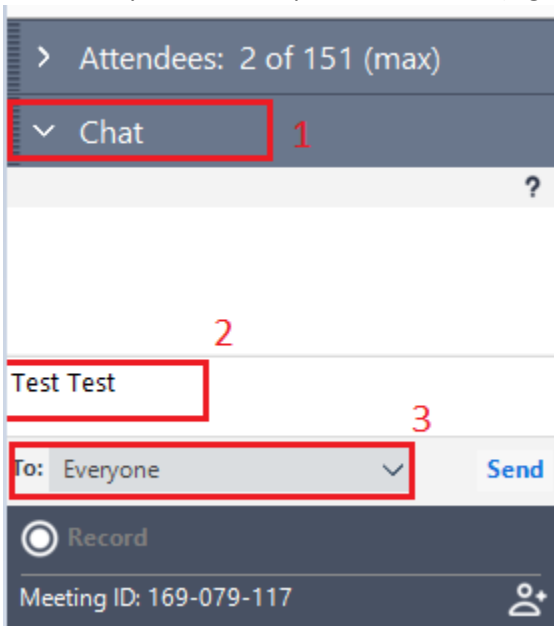 Attendees: 2 of 151 (max)
Chat
1
?
2
Test Test
3
To: Everyone
Send
Record
Meeting ID: 169-079-117